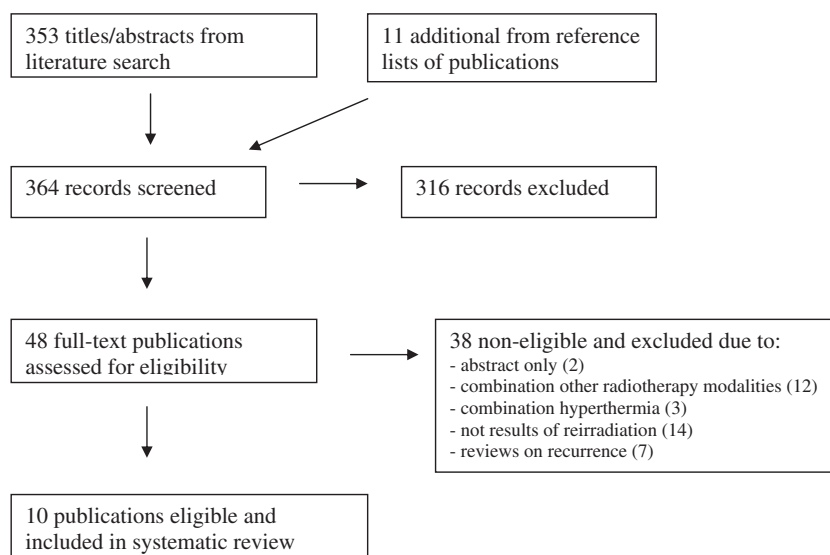 353 titles/abstracts from
literature search
11 additional from reference
lists of publications
364 records screened
316 records excluded
48 full-text publications
assessed for eligibility
38 non-eligible and excluded due to:
- abstract only (2)
- combination other radiotherapy modalities (12)
- combination hyperthermia (3)
- not results of reirradiation (14)
- reviews on recurrence (7)
10 publications eligible and
included in systematic review